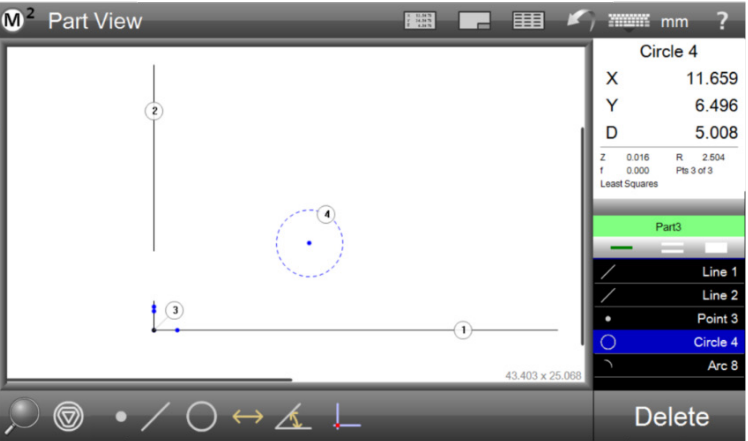 M2 Part View mm ?
Circle 4
X 11.659
Y 6.496
D 5.008
Z 0.016 R 2.504
f 0.000 Pts 3 of 3
Least Squares
Part3
Line 1
Line 2
Point 3
Circle 4
Arc 8
2
4
3
1
43.403 x 25.068
Delete